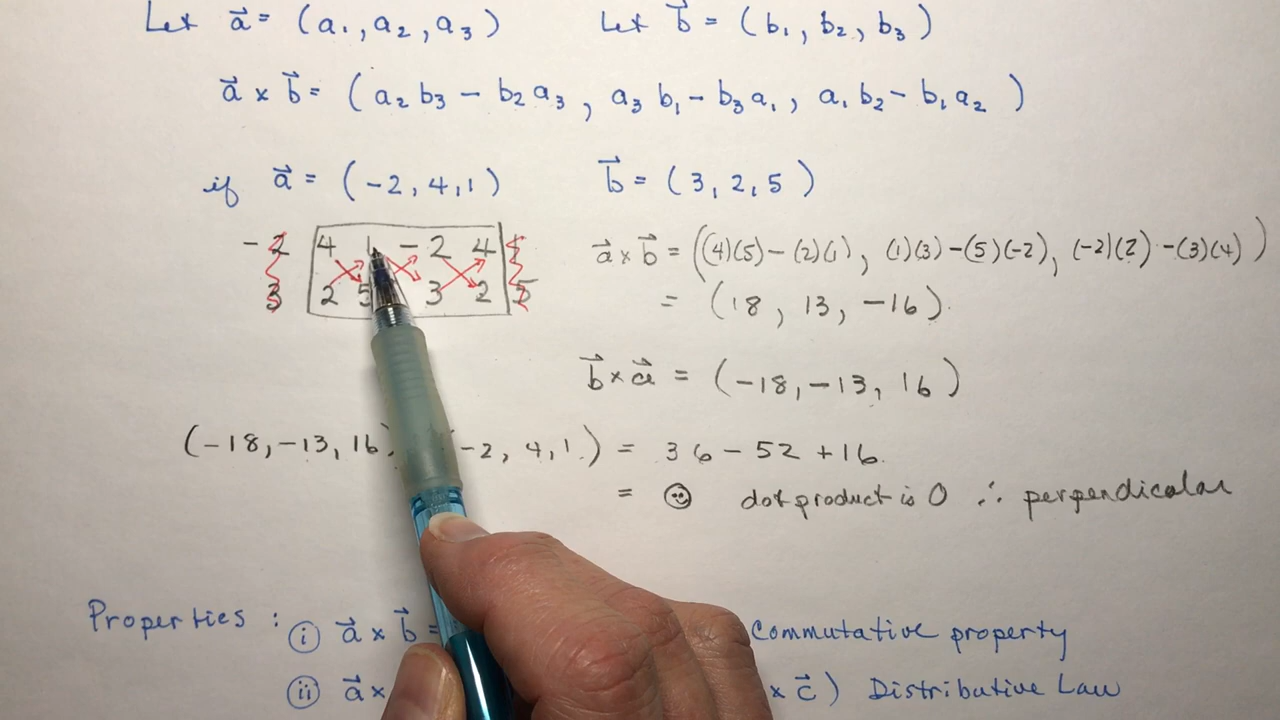 Let a⃗ = (a₁, a₂, a₃) Let b⃗ = (b₁, b₂, b₃)
a⃗ × b⃗ = (a₂b₃ − b₂a₃, a₃b₁ − b₃a₁, a₁b₂ − b₁a₂)
if a⃗ = (−2, 4, 1) b⃗ = (3, 2, 5)
−2 4 1 −2 4 1
3 2 5 3 2 5
a⃗ × b⃗ = ((4)(5) − (2)(1), (1)(3) − (5)(−2), (−2)(2) − (3)(4))
= (18, 13, −16)
b⃗ × a⃗ = (−18, −13, 16)
(−18, −13, 16) −2, 4, 1) = 36 − 52 + 16
= 0 dot product is 0 ∴ perpendicular
Properties : (i) a⃗ × b⃗ = Commutative property
(ii) a⃗ × × c⃗) Distributive Law